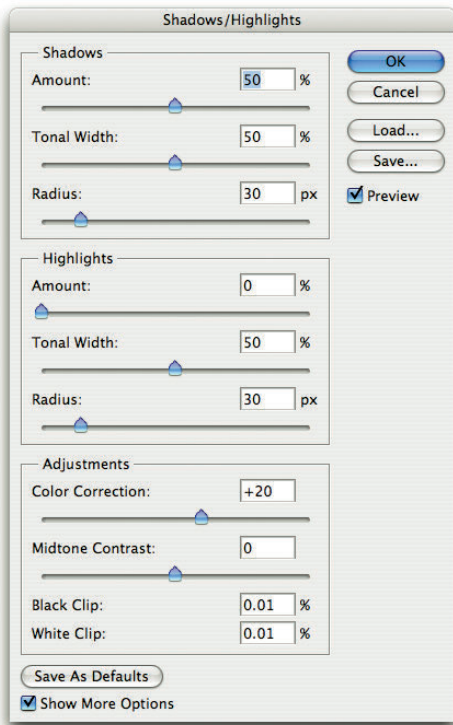 Shadows/Highlights
Shadows
Amount: 50 %
Tonal Width: 50 %
Radius: 30 px
Highlights
Amount: 0 %
Tonal Width: 50 %
Radius: 30 px
Adjustments
Color Correction: +20
Midtone Contrast: 0
Black Clip: 0.01 %
White Clip: 0.01 %
Save As Defaults
Show More Options
OK
Cancel
Load...
Save...
Preview